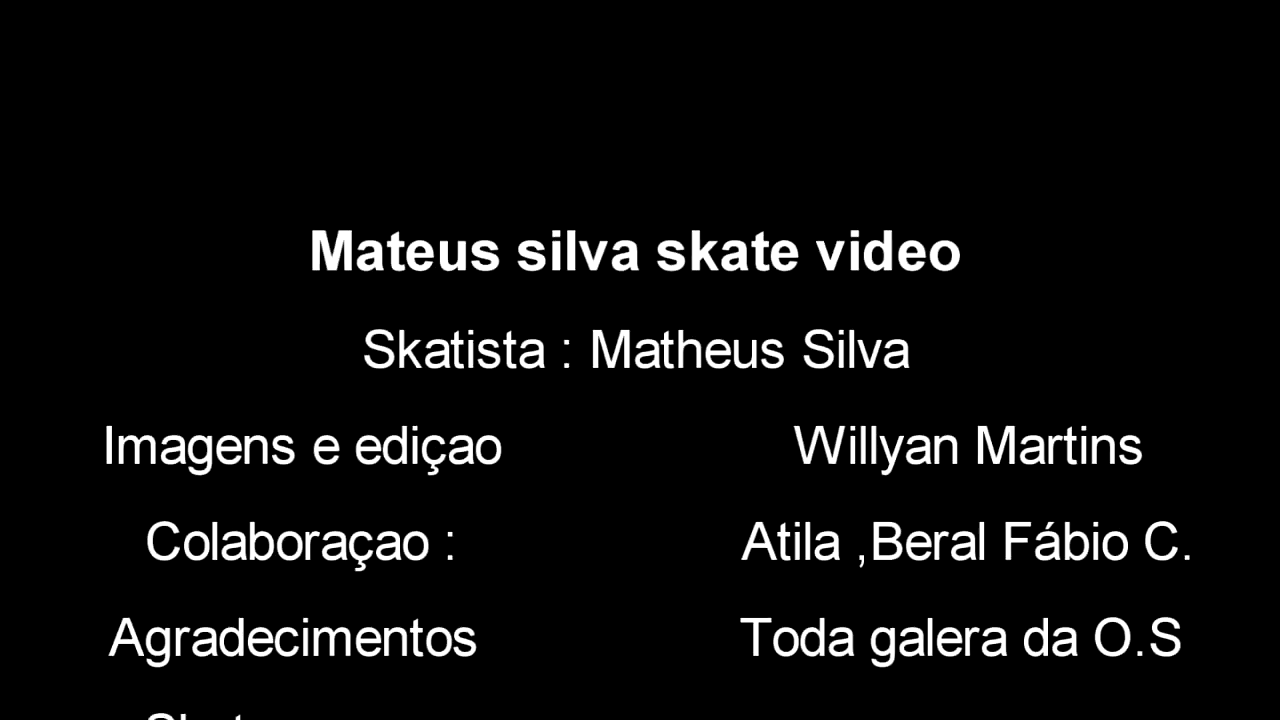 Mateus silva skate video
Skatista : Matheus Silva
Imagens e ediçao Willyan Martins
Colaboraçao : Atila ,Beral Fábio C.
Agradecimentos Toda galera da O.S